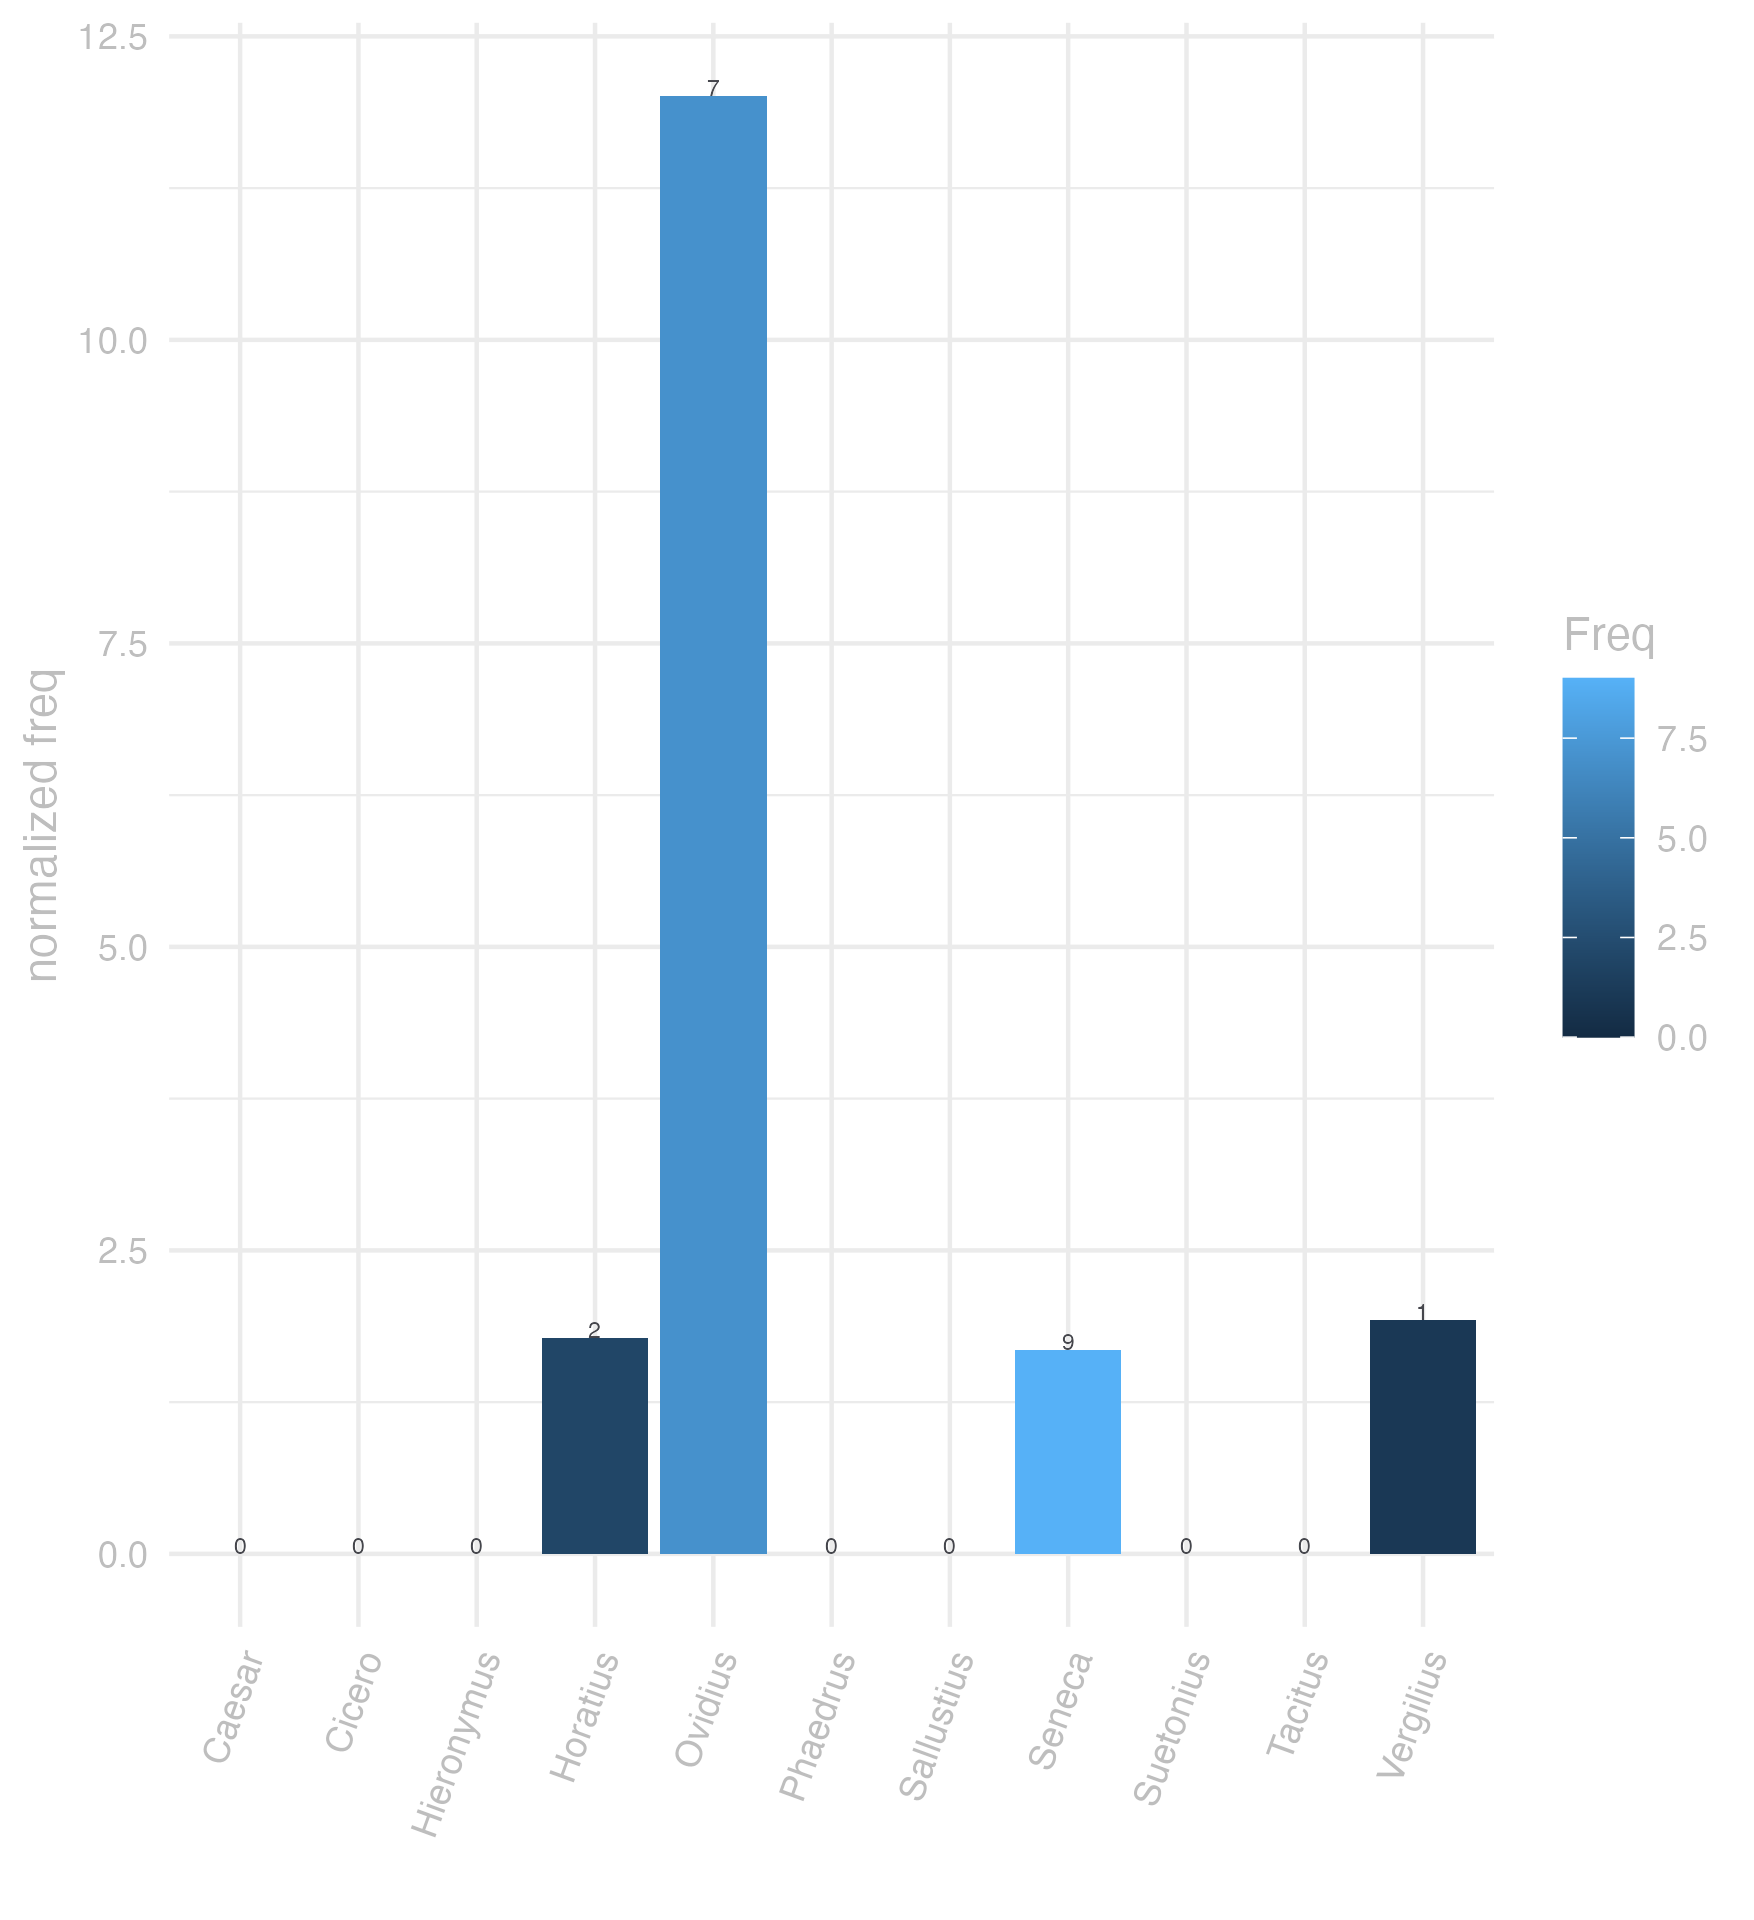 normalized freq
12.5
10.0
7.5
5.0
2.5
0.0
7
2
9
1
0 0 0 0 0 0 0
Caesar
Cicero
Hieronymus
Horatius
Ovidius
Phaedrus
Sallustius
Seneca
Suetonius
Tacitus
Vergilius
Freq
7.5
5.0
2.5
0.0